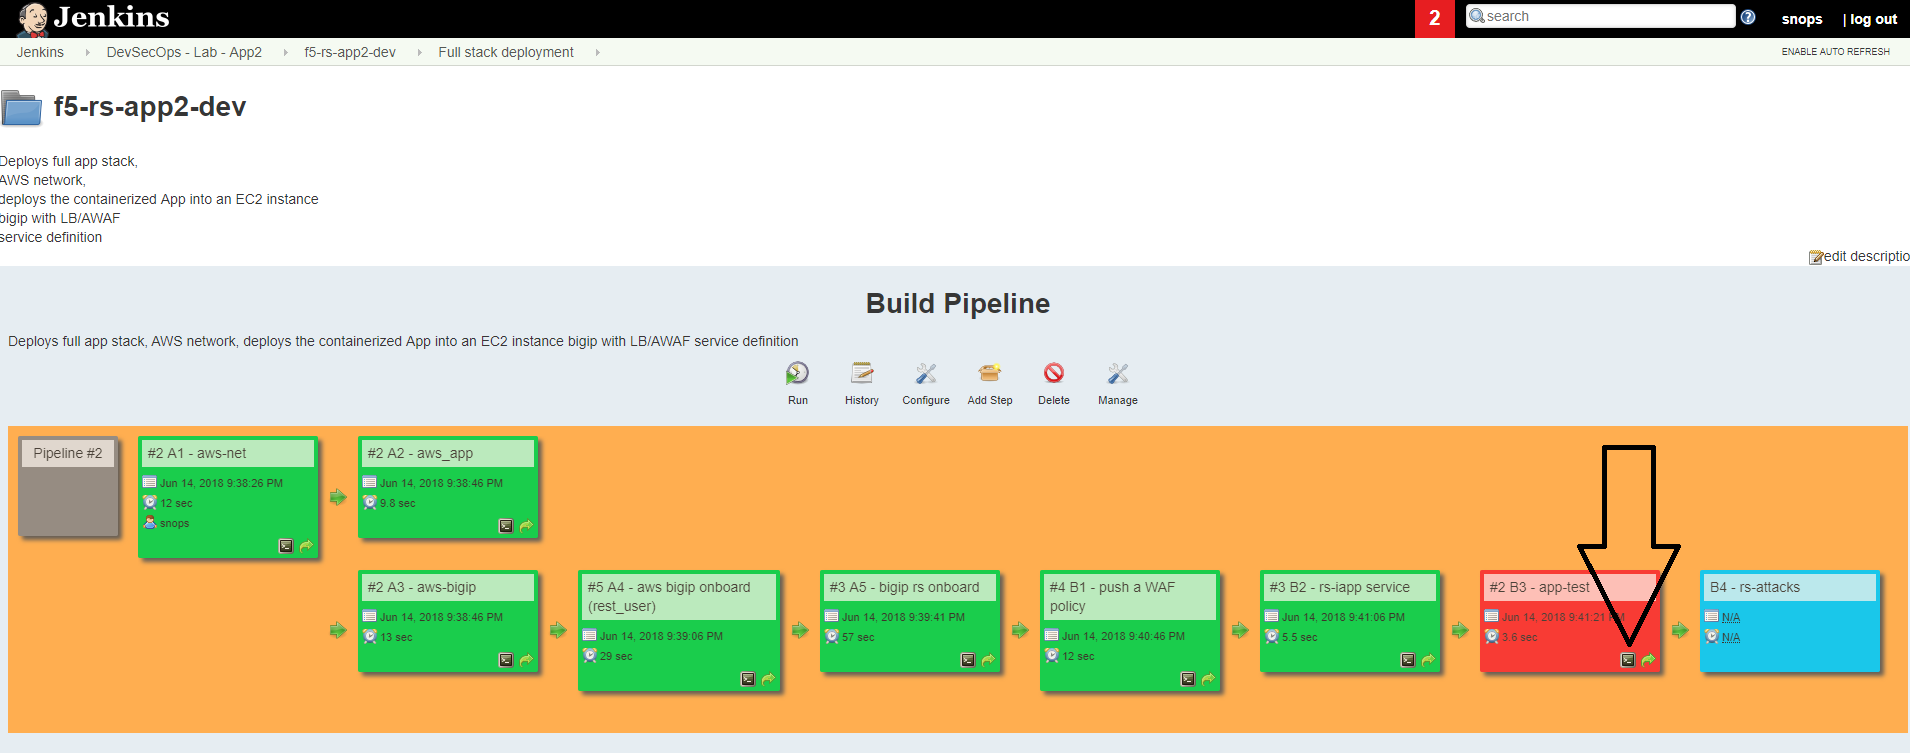 Jenkins
2
search
snops
| log out
Jenkins
DevSecOps - Lab - App2
f5-rs-app2-dev
Full stack deployment
ENABLE AUTO REFRESH
f5-rs-app2-dev
Deploys full app stack,
AWS network,
deploys the containerized App into an EC2 instance
bigip with LB/AWAF
service definition
edit descriptio
Build Pipeline
Deploys full app stack, AWS network, deploys the containerized App into an EC2 instance bigip with LB/AWAF service definition
Run
History
Configure
Add Step
Delete
Manage
Pipeline #2
#2 A1 - aws-net
Jun 14, 2018 9:38:26 PM
12 sec
snops
#2 A2 - aws_app
Jun 14, 2018 9:38:46 PM
9.8 sec
#2 A3 - aws-bigip
Jun 14, 2018 9:38:46 PM
13 sec
#5 A4 - aws bigip onboard
(rest_user)
Jun 14, 2018 9:39:06 PM
29 sec
#3 A5 - bigip rs onboard
Jun 14, 2018 9:39:41 PM
57 sec
#4 B1 - push a WAF
policy
Jun 14, 2018 9:40:46 PM
12 sec
#3 B2 - rs-iapp service
Jun 14, 2018 9:41:06 PM
5.5 sec
#2 B3 - app-test
Jun 14, 2018 9:41:21 PM
3.6 sec
B4 - rs-attacks
N/A
N/A